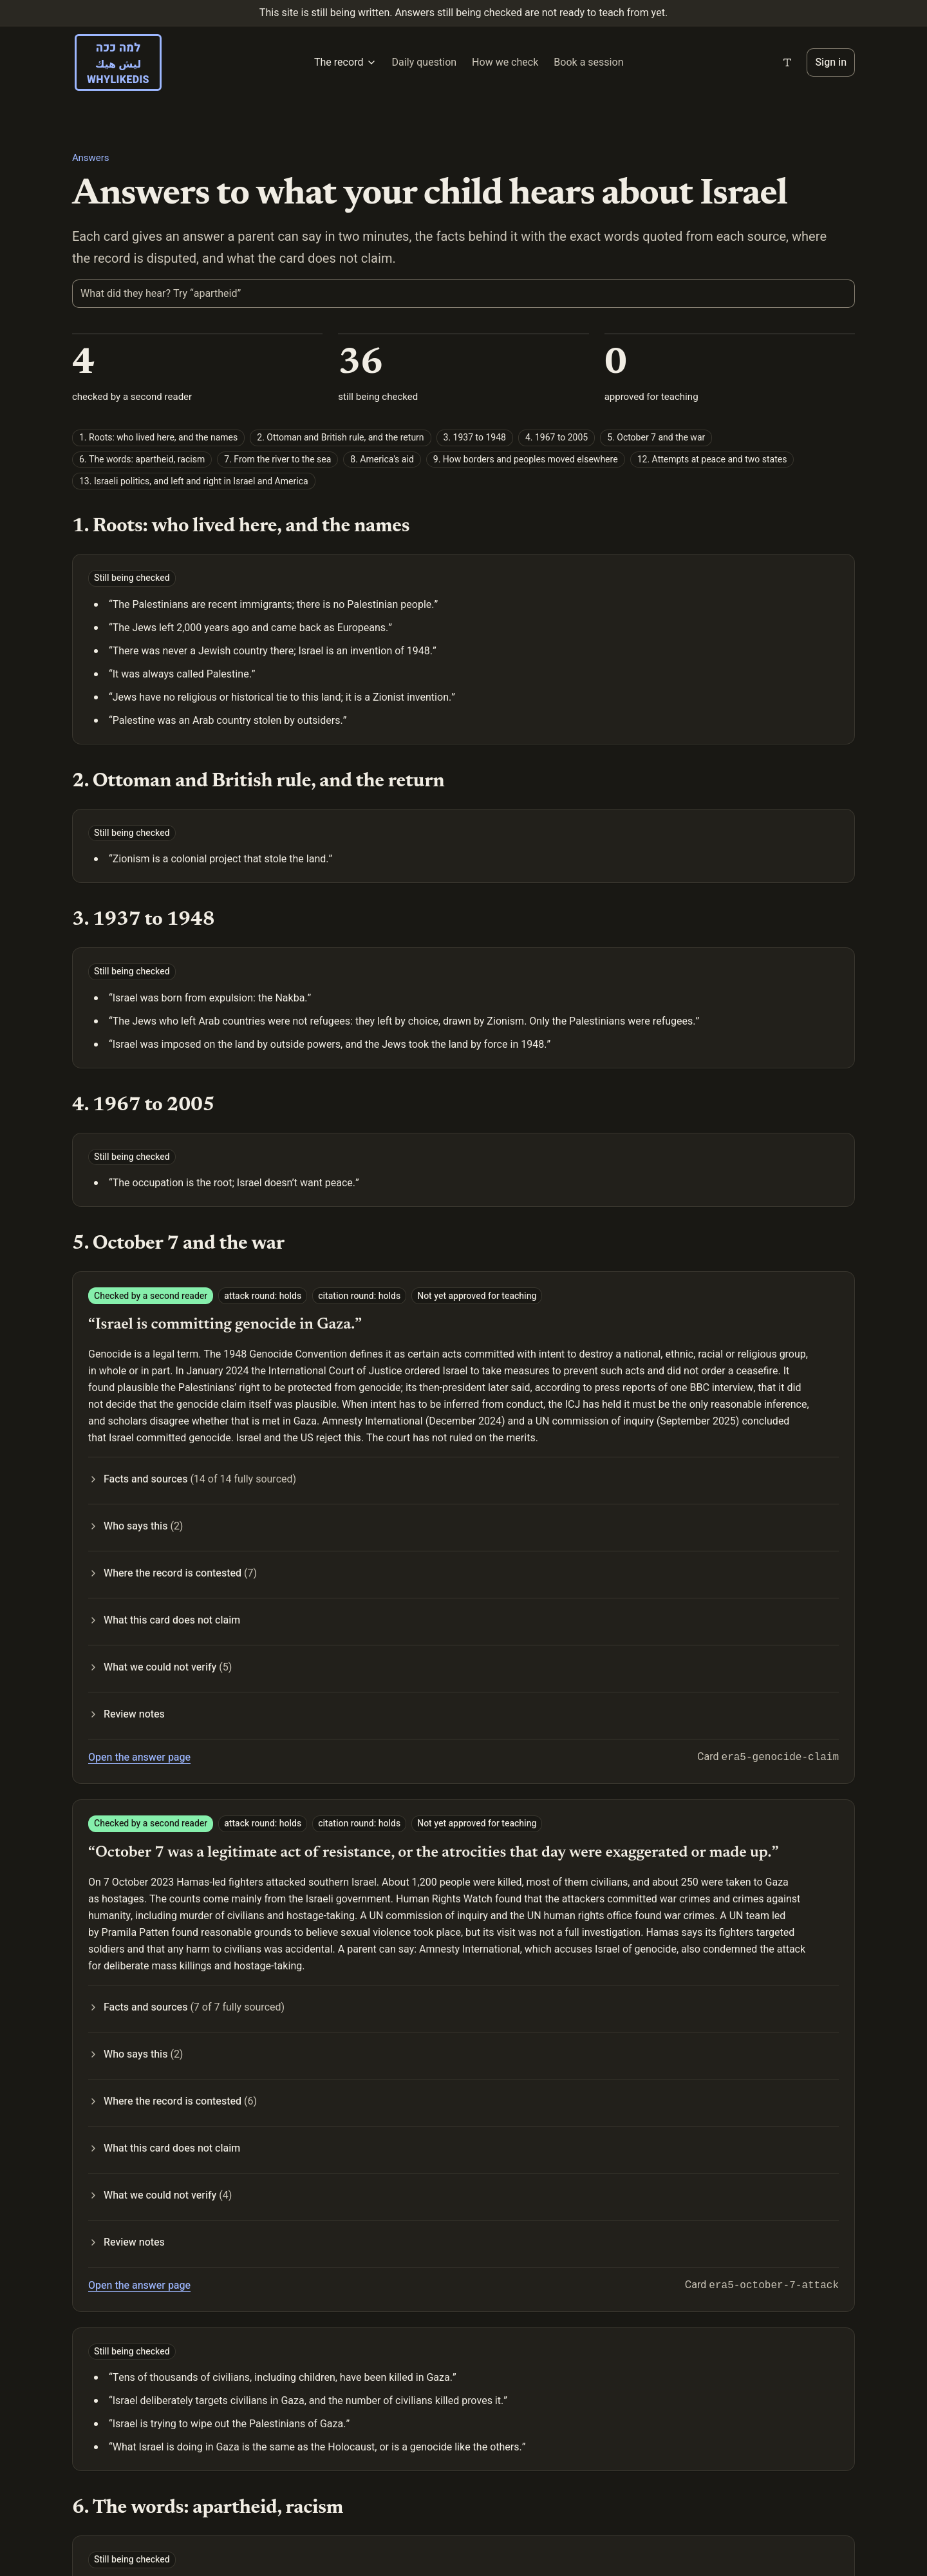 This site is still being written. Answers still being checked are not ready to teach from yet.
למה ככה
ليش هيك
WHYLIKEDIS
The record
Daily question
How we check
Book a session
T
Sign in
Answers
Answers to what your child hears about Israel
Each card gives an answer a parent can say in two minutes, the facts behind it with the exact words quoted from each source, where
the record is disputed, and what the card does not claim.
What did they hear? Try “apartheid”
4
checked by a second reader
36
still being checked
0
approved for teaching
1. Roots: who lived here, and the names
2. Ottoman and British rule, and the return
3. 1937 to 1948
4. 1967 to 2005
5. October 7 and the war
6. The words: apartheid, racism
7. From the river to the sea
8. America's aid
9. How borders and peoples moved elsewhere
12. Attempts at peace and two states
13. Israeli politics, and left and right in Israel and America
1. Roots: who lived here, and the names
Still being checked
“The Palestinians are recent immigrants; there is no Palestinian people.”
“The Jews left 2,000 years ago and came back as Europeans.”
“There was never a Jewish country there; Israel is an invention of 1948.”
“It was always called Palestine.”
“Jews have no religious or historical tie to this land; it is a Zionist invention.”
“Palestine was an Arab country stolen by outsiders.”
2. Ottoman and British rule, and the return
Still being checked
“Zionism is a colonial project that stole the land.”
3. 1937 to 1948
Still being checked
“Israel was born from expulsion: the Nakba.”
“The Jews who left Arab countries were not refugees: they left by choice, drawn by Zionism. Only the Palestinians were refugees.”
“Israel was imposed on the land by outside powers, and the Jews took the land by force in 1948.”
4. 1967 to 2005
Still being checked
“The occupation is the root; Israel doesn’t want peace.”
5. October 7 and the war
Checked by a second reader
attack round: holds
citation round: holds
Not yet approved for teaching
“Israel is committing genocide in Gaza.”
Genocide is a legal term. The 1948 Genocide Convention defines it as certain acts committed with intent to destroy a national, ethnic, racial or religious group,
in whole or in part. In January 2024 the International Court of Justice ordered Israel to take measures to prevent such acts and did not order a ceasefire. It
found plausible the Palestinians’ right to be protected from genocide; its then-president later said, according to press reports of one BBC interview, that it did
not decide that the genocide claim itself was plausible. When intent has to be inferred from conduct, the ICJ has held it must be the only reasonable inference,
and scholars disagree whether that is met in Gaza. Amnesty International (December 2024) and a UN commission of inquiry (September 2025) concluded
that Israel committed genocide. Israel and the US reject this. The court has not ruled on the merits.
Facts and sources (14 of 14 fully sourced)
Who says this (2)
Where the record is contested (7)
What this card does not claim
What we could not verify (5)
Review notes
Open the answer page
Card era5-genocide-claim
Checked by a second reader
attack round: holds
citation round: holds
Not yet approved for teaching
“October 7 was a legitimate act of resistance, or the atrocities that day were exaggerated or made up.”
On 7 October 2023 Hamas-led fighters attacked southern Israel. About 1,200 people were killed, most of them civilians, and about 250 were taken to Gaza
as hostages. The counts come mainly from the Israeli government. Human Rights Watch found that the attackers committed war crimes and crimes against
humanity, including murder of civilians and hostage-taking. A UN commission of inquiry and the UN human rights office found war crimes. A UN team led
by Pramila Patten found reasonable grounds to believe sexual violence took place, but its visit was not a full investigation. Hamas says its fighters targeted
soldiers and that any harm to civilians was accidental. A parent can say: Amnesty International, which accuses Israel of genocide, also condemned the attack
for deliberate mass killings and hostage-taking.
Facts and sources (7 of 7 fully sourced)
Who says this (2)
Where the record is contested (6)
What this card does not claim
What we could not verify (4)
Review notes
Open the answer page
Card era5-october-7-attack
Still being checked
“Tens of thousands of civilians, including children, have been killed in Gaza.”
“Israel deliberately targets civilians in Gaza, and the number of civilians killed proves it.”
“Israel is trying to wipe out the Palestinians of Gaza.”
“What Israel is doing in Gaza is the same as the Holocaust, or is a genocide like the others.”
6. The words: apartheid, racism
Still being checked